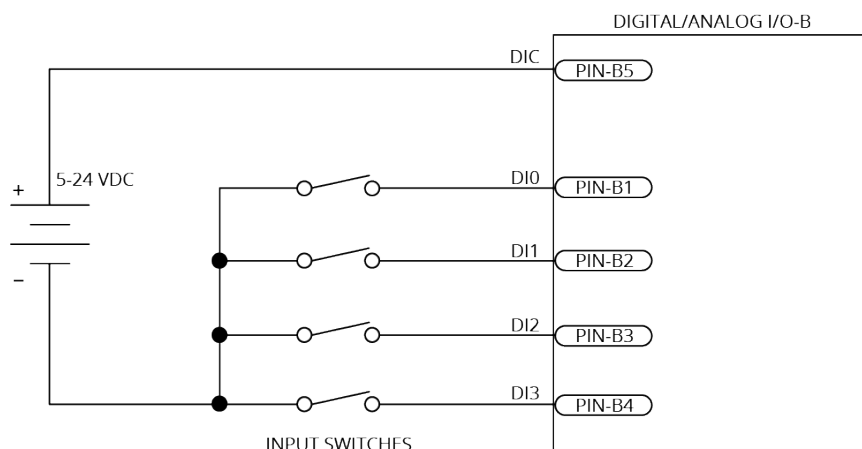 DIGITAL/ANALOG I/O-B
DIC PIN-B5
+ 5-24 VDC
DI0 PIN-B1
DI1 PIN-B2
–
DI2 PIN-B3
DI3 PIN-B4
INPUT SWITCHES